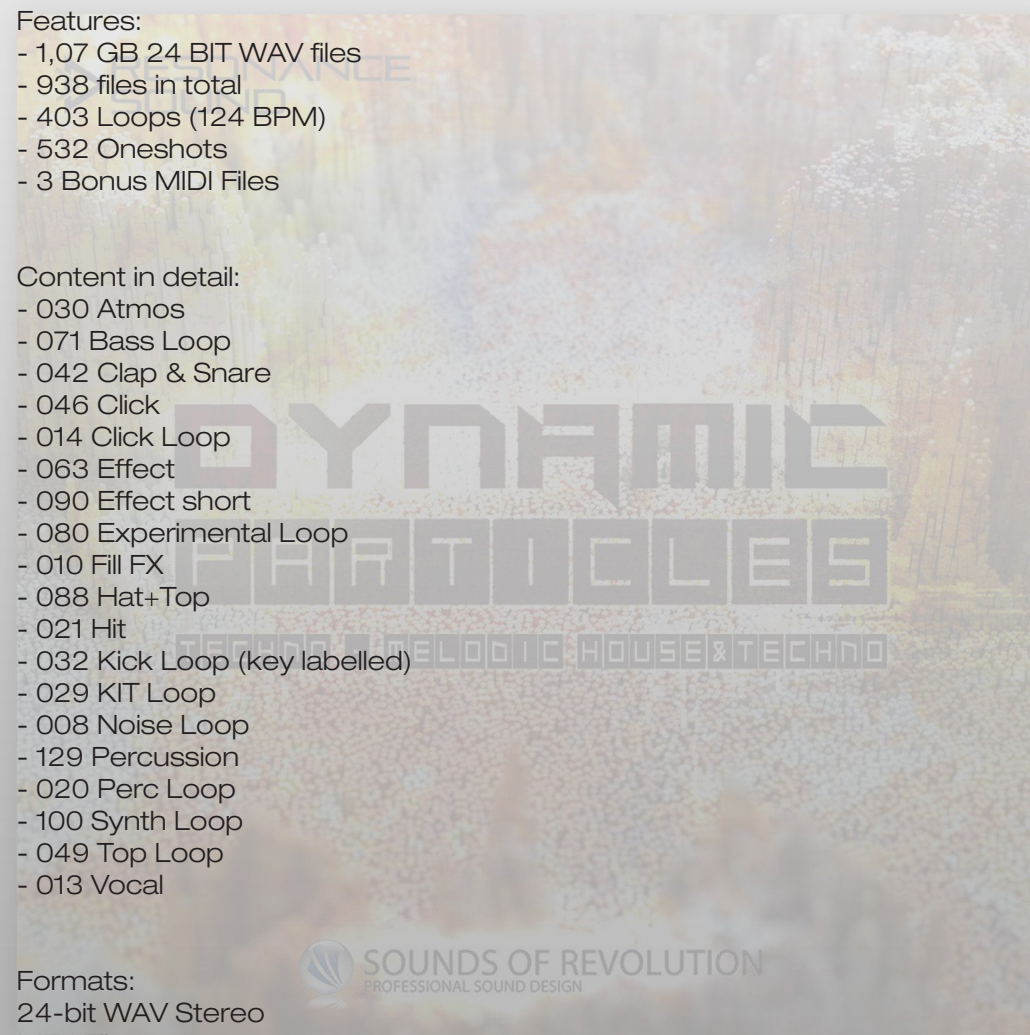 Features:
- 1,07 GB 24 BIT WAV files
RESONANCE
- 938 files in total
SOUND
- 403 Loops (124 BPM)
- 532 Oneshots
- 3 Bonus MIDI Files
Content in detail:
- 030 Atmos
- 071 Bass Loop
- 042 Clap & Snare
- 046 Click
- 014 Click Loop
- 063 Effect
- 090 Effect short
- 080 Experimental Loop
- 010 Fill FX
- 088 Hat+Top
- 021 Hit
- 032 Kick Loop (key labelled)
- 029 KIT Loop
- 008 Noise Loop
- 129 Percussion
- 020 Perc Loop
- 100 Synth Loop
- 049 Top Loop
- 013 Vocal
DYNAMIC
PARTICLES
TECHNO MELODIC HOUSE&TECHNO
SOUNDS OF REVOLUTION
PROFESSIONAL SOUND DESIGN
Formats:
24-bit WAV Stereo